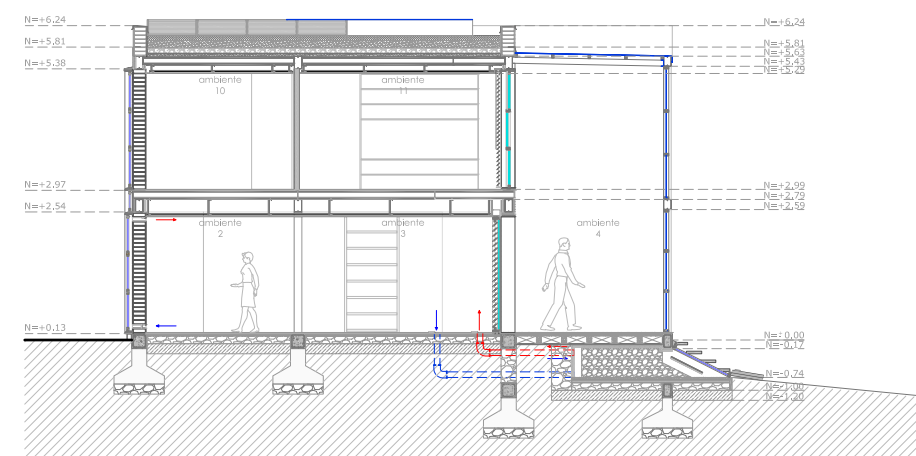 N=+6,24
N=+6,24
N=+5,81
N=+5,81
N=+5,63
N=+5,38
N=+5,43
N=+5,29
ambiente
10
ambiente
11
N=+2,97
N=+2,99
N=+2,79
N=+2,54
N=+2,59
ambiente
2
ambiente
3
ambiente
4
N=+0,13
N=-0,17
N=-0,74
N=-1,00
N=-1,20